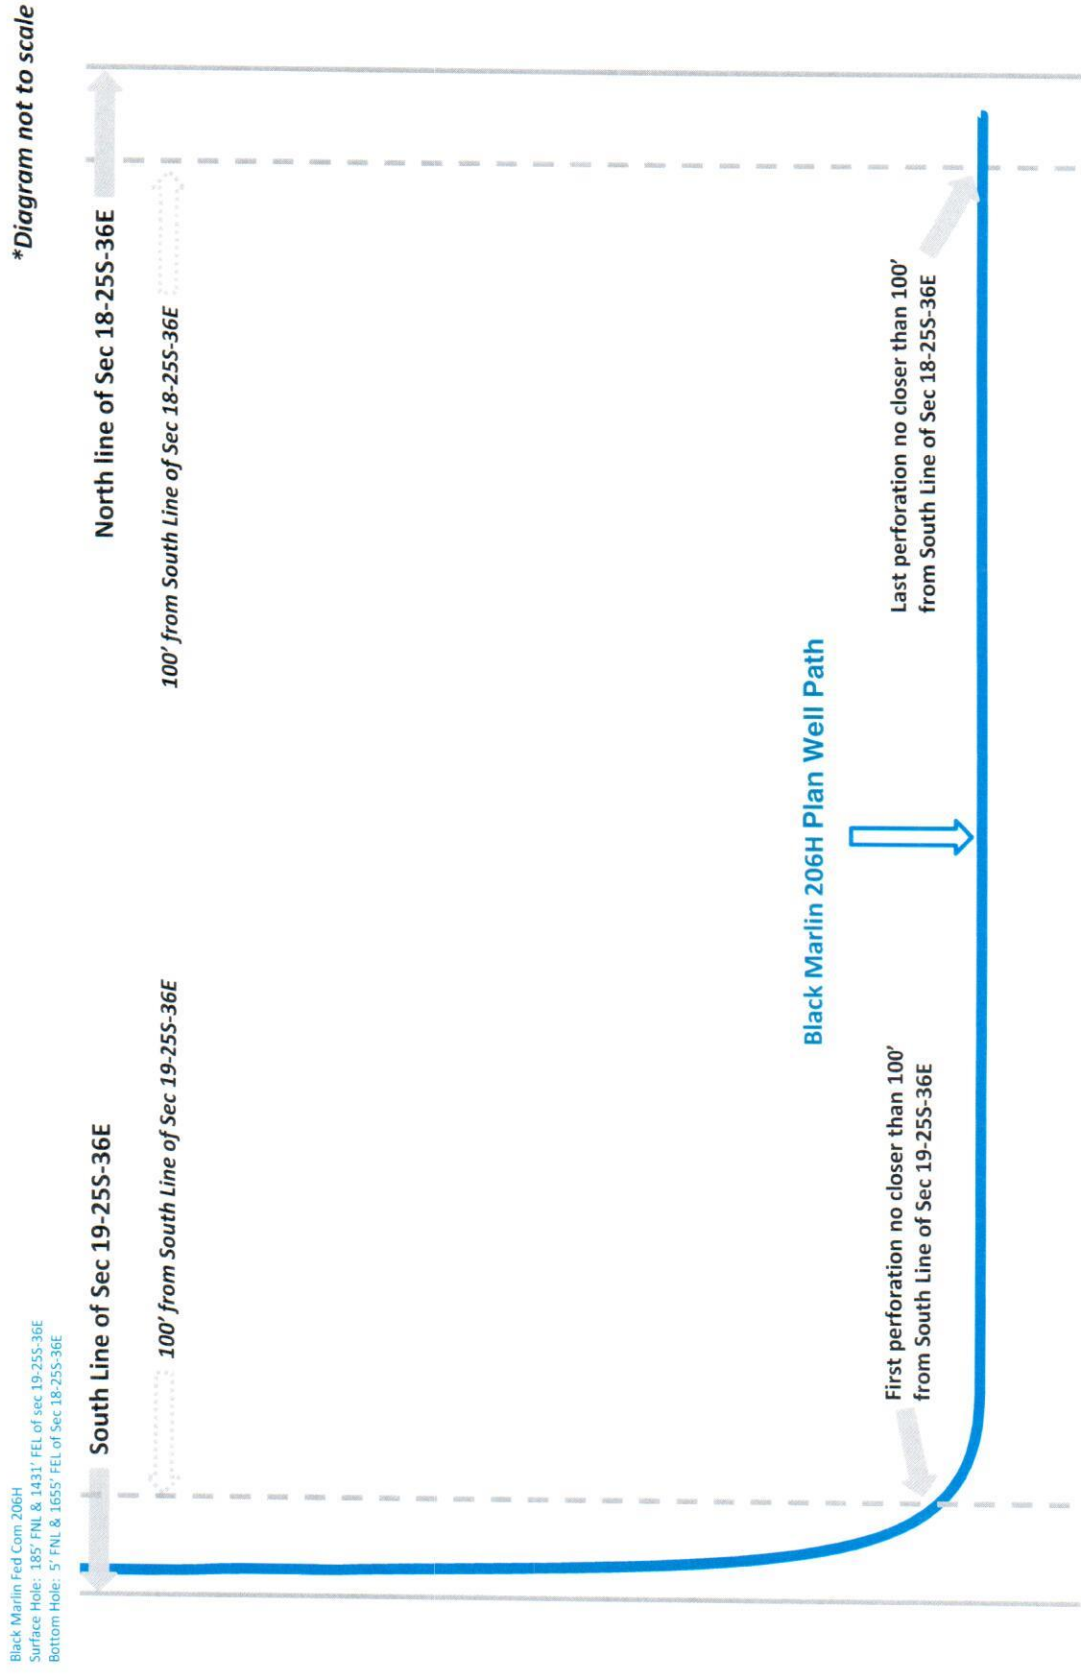 *Diagram not to scale
Black Marlin Fed Com 206H
Surface Hole: 185' FNL & 1431' FEL of sec 19-25S-36E
Bottom Hole: 5' FNL & 1655' FEL of Sec 18-25S-36E
South Line of Sec 19-25S-36E
North line of Sec 18-25S-36E
100' from South Line of Sec 19-25S-36E
100' from South Line of Sec 18-25S-36E
Black Marlin 206H Plan Well Path
First perforation no closer than 100'
from South Line of Sec 19-25S-36E
Last perforation no closer than 100'
from South Line of Sec 18-25S-36E